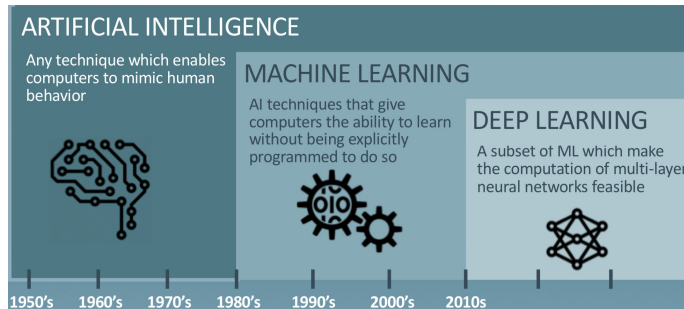 ARTIFICIAL INTELLIGENCE
Any technique which enables
computers to mimic human
behavior
MACHINE LEARNING
AI techniques that give
computers the ability to learn
without being explicitly
programmed to do so
DEEP LEARNING
A subset of ML which make
the computation of multi-layer
neural networks feasible
1950's 1960's 1970's 1980's 1990's 2000's 2010s